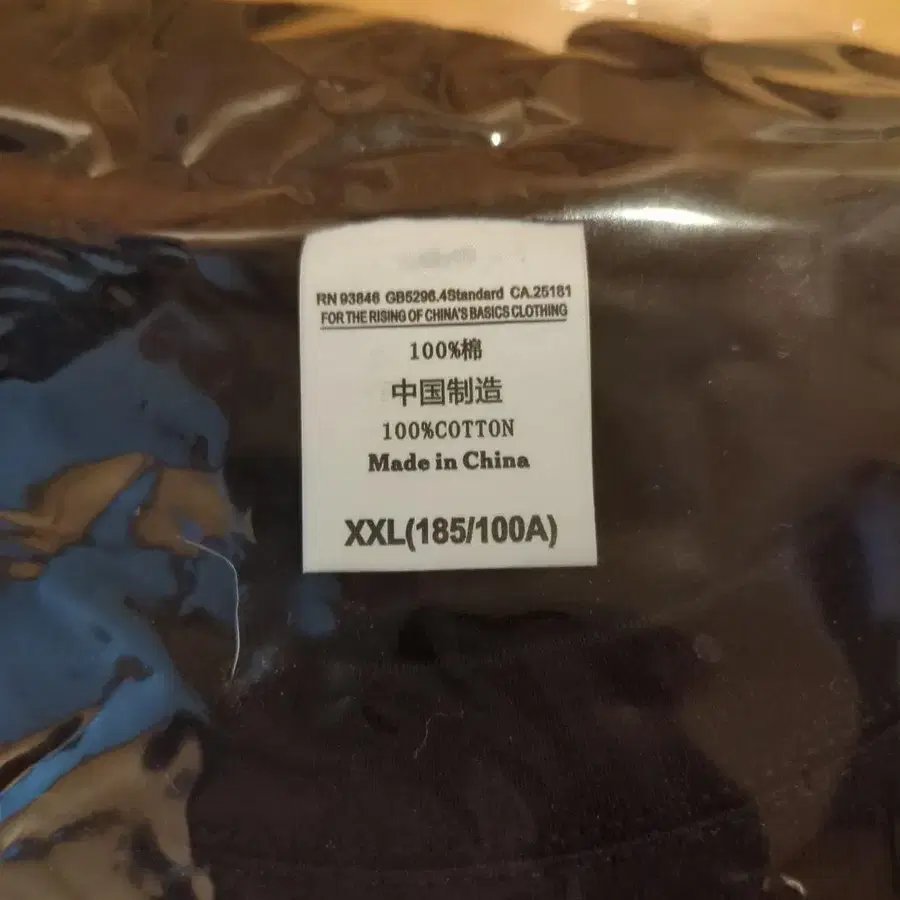 RN 93846 GB5296.4Standard CA.25181
FOR THE RISING OF CHINA'S BASICS CLOTHING
100%棉
中国制造
100%COTTON
Made in China
XXL(185/100A)